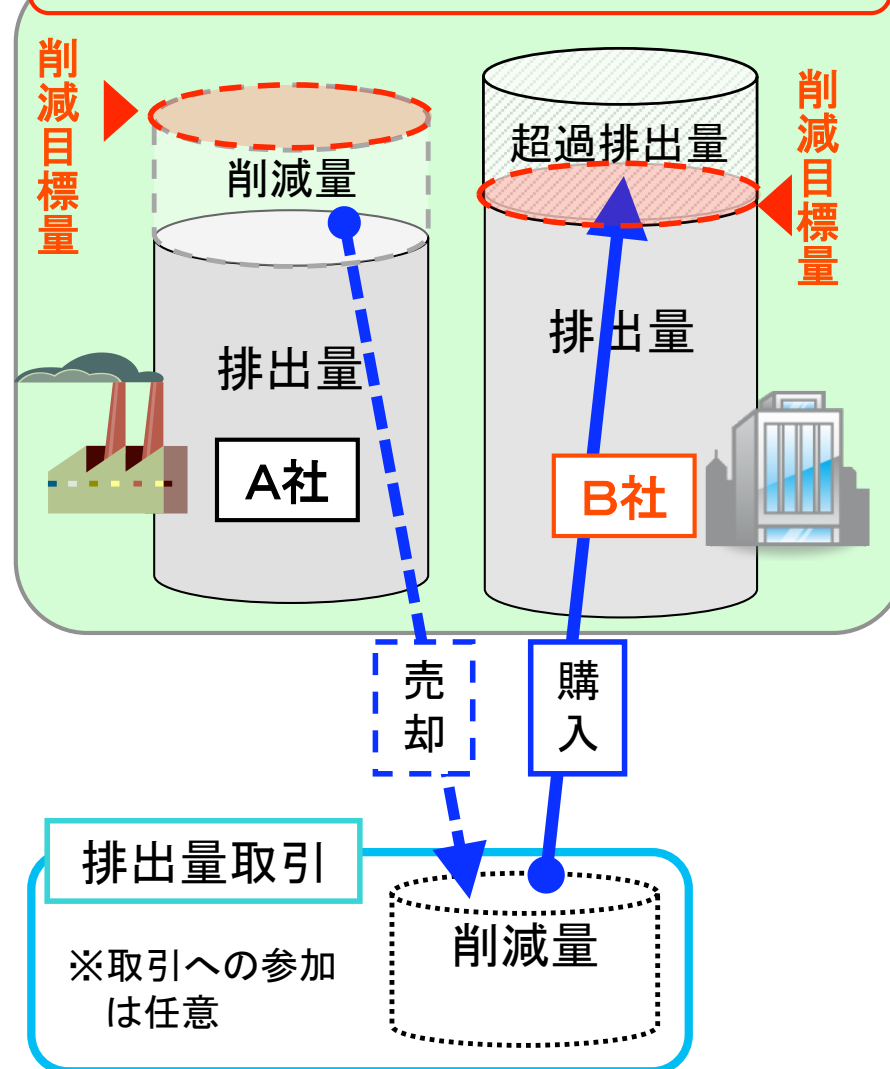 削減目標量
削減量
排出量
A社
超過排出量
削減目標量
排出量
B社
売却
購入
排出量取引
※取引への参加
は任意
削減量